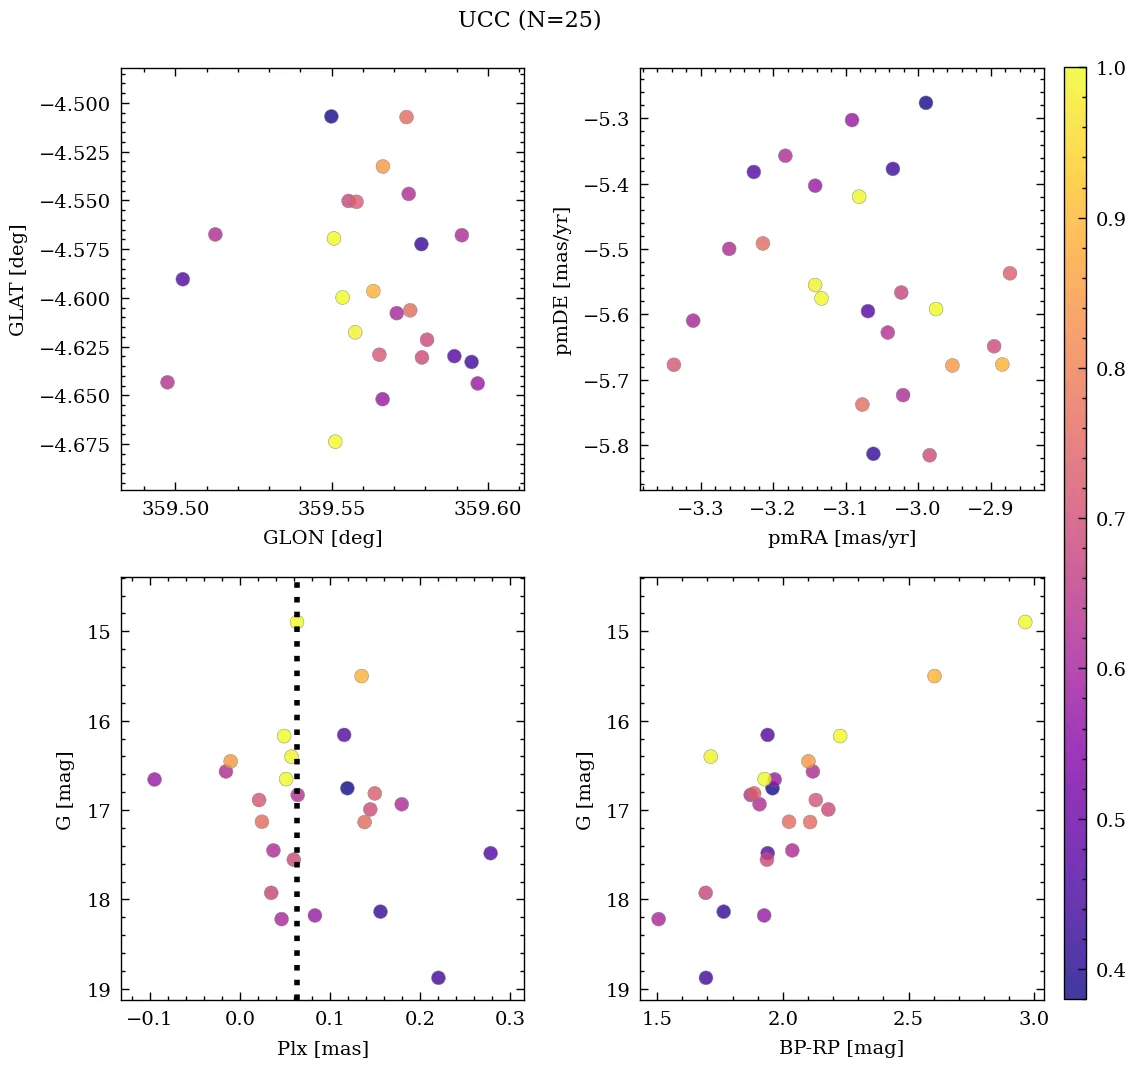 UCC (N=25)
−4.500
−4.525
−4.550
−4.575
−4.600
−4.625
−4.650
−4.675
GLAT [deg]
359.50 359.55 359.60
GLON [deg]
−5.3
−5.4
−5.5
−5.6
−5.7
−5.8
pmDE [mas/yr]
−3.3 −3.2 −3.1 −3.0 −2.9
pmRA [mas/yr]
15
16
17
18
19
G [mag]
−0.1 0.0 0.1 0.2 0.3
Plx [mas]
15
16
17
18
19
G [mag]
1.5 2.0 2.5 3.0
BP-RP [mag]
1.0
0.9
0.8
0.7
0.6
0.5
0.4